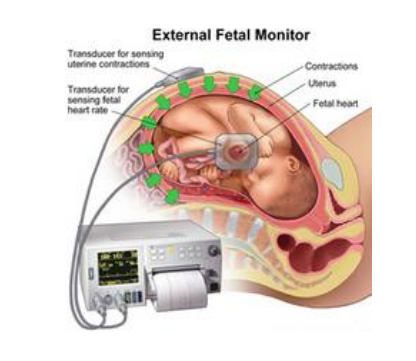 External Fetal Monitor
Transducer for sensing
uterine contractions
Transducer for
sensing fetal
heart rate
Contractions
Uterus
Fetal heart